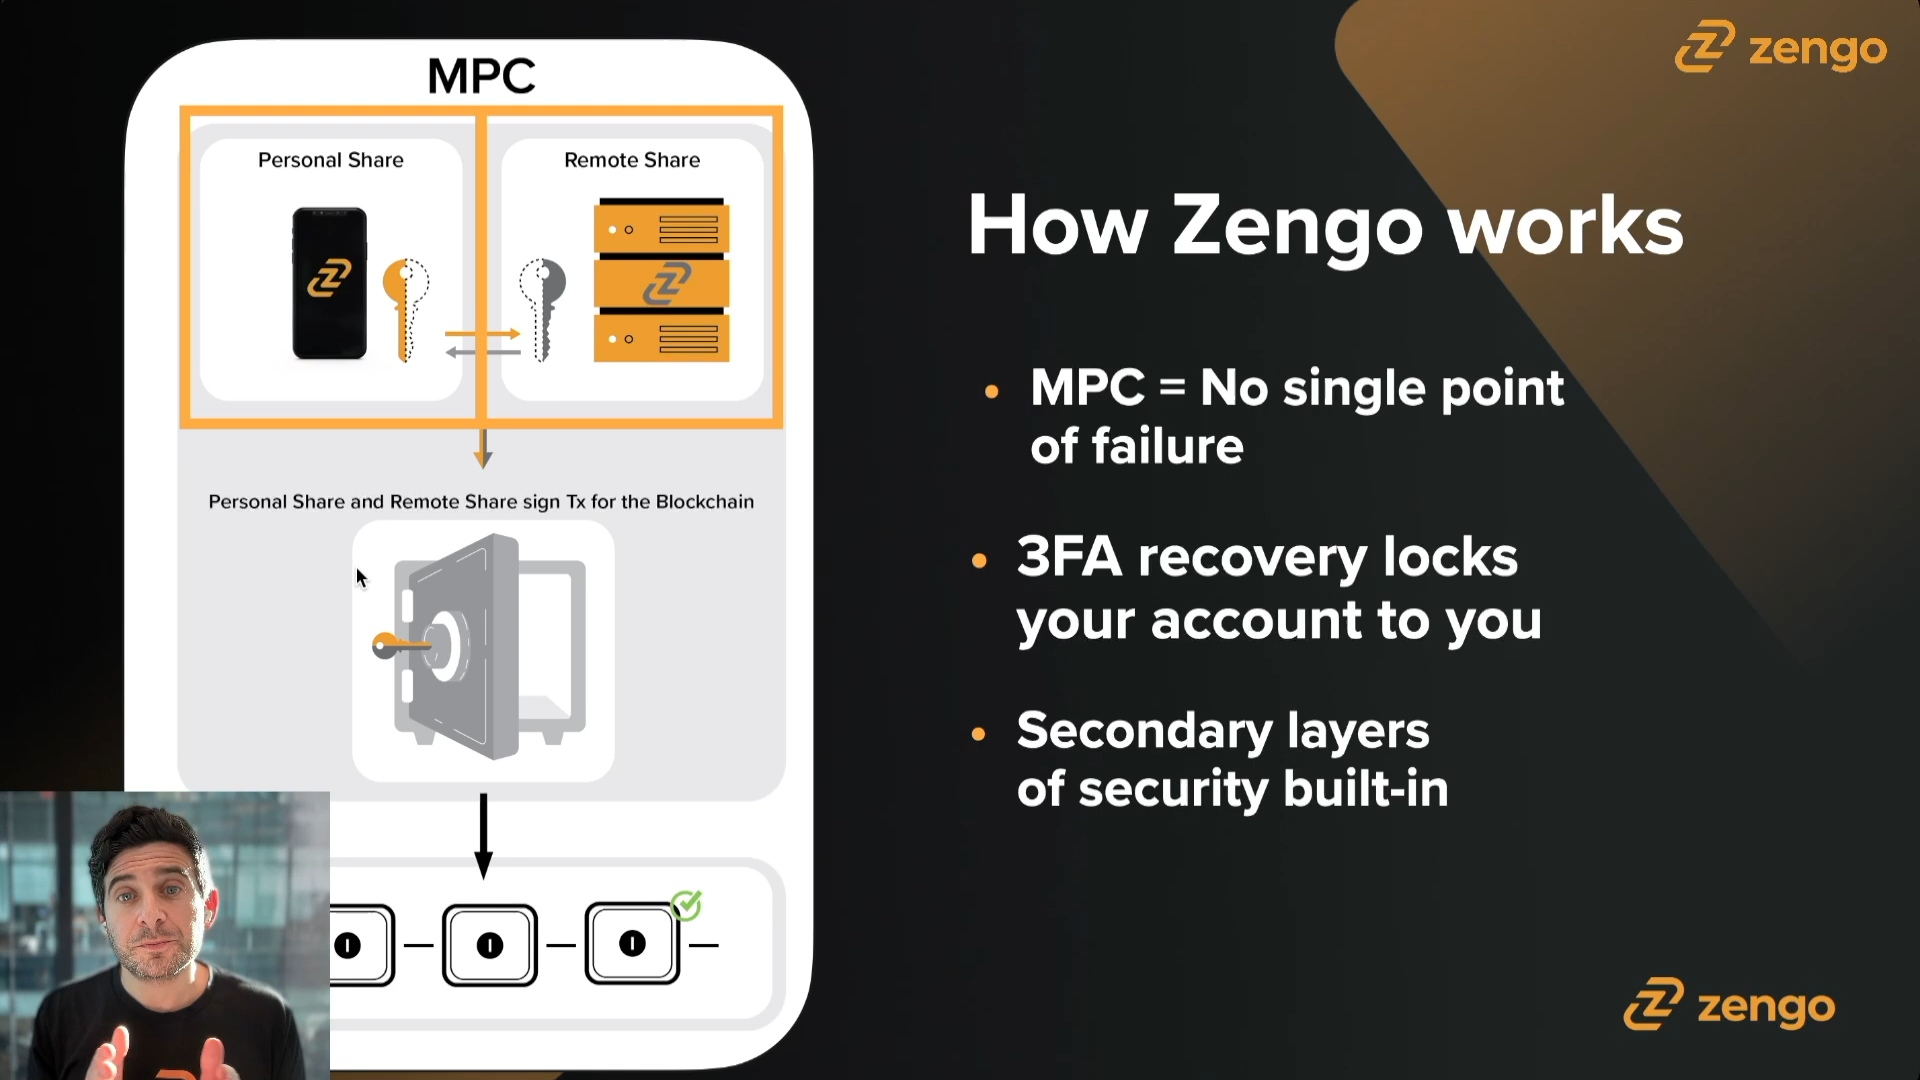 zengo
MPC
Personal Share
Remote Share
Personal Share and Remote Share sign Tx for the Blockchain
How Zengo works
MPC = No single point
of failure
3FA recovery locks
your account to you
Secondary layers
of security built-in
zengo